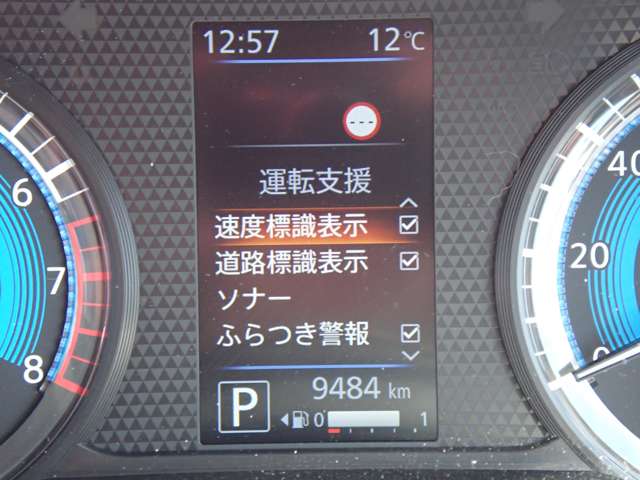 12:57 12℃
---
運転支援
速度標識表示
道路標識表示
ソナー
ふらつき警報
P 9484 km
0 1
6
7
8
40
20
0